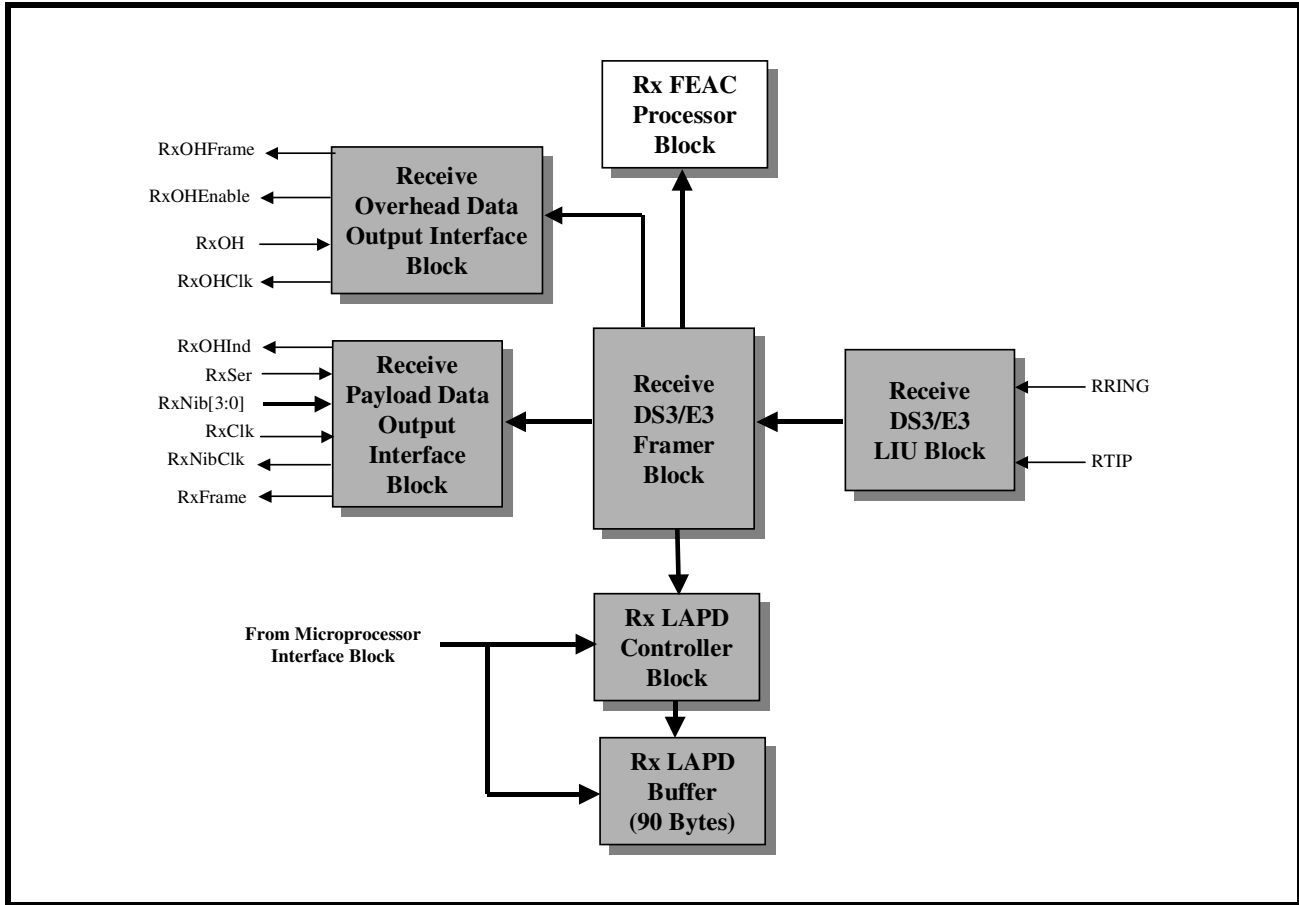 Rx FEAC
Processor
Block
RxOHFrame
RxOHEnable
RxOH
RxOHClk
Receive
Overhead Data
Output Interface
Block
RxOHInd
RxSer
RxNib[3:0]
RxClk
RxNibClk
RxFrame
Receive
Payload Data
Output
Interface
Block
Receive
DS3/E3
Framer
Block
Receive
DS3/E3
LIU Block
RRING
RTIP
From Microprocessor
Interface Block
Rx LAPD
Controller
Block
Rx LAPD
Buffer
(90 Bytes)